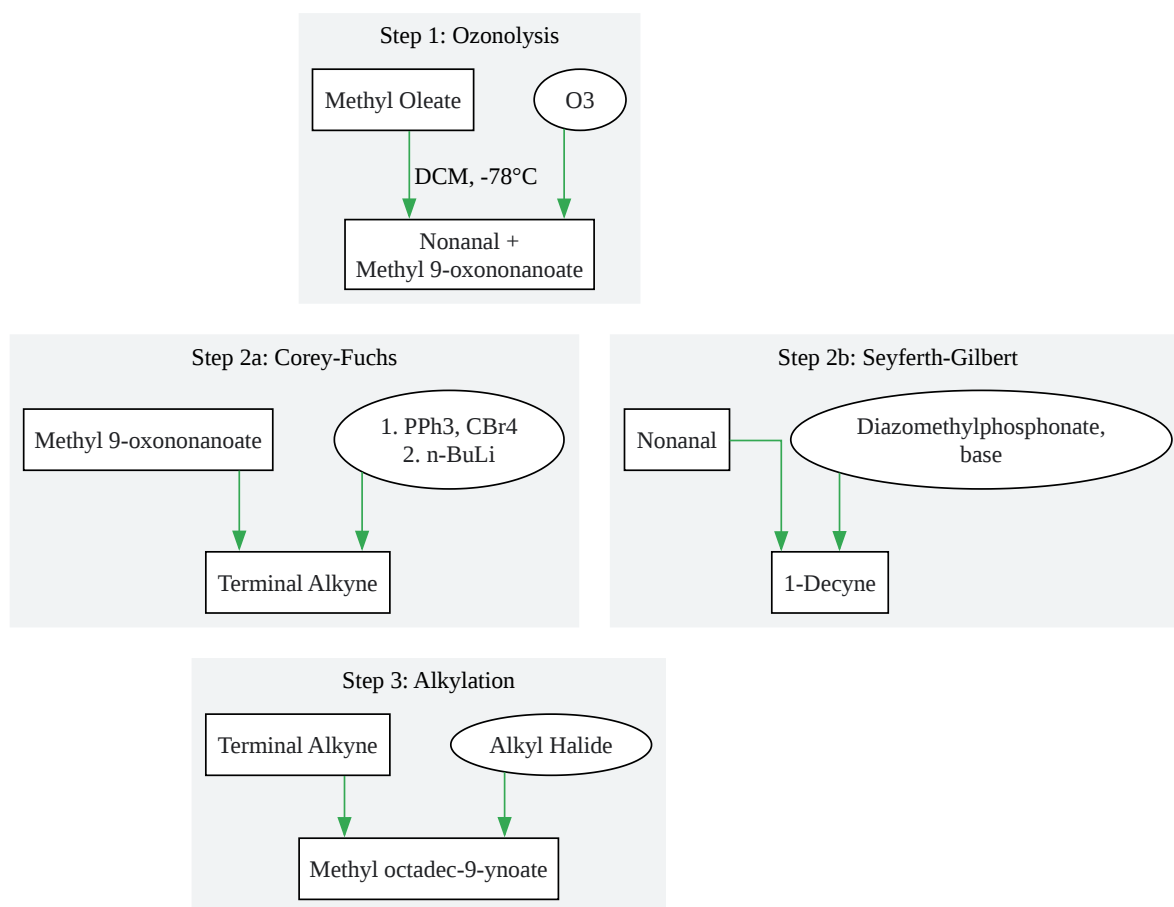 Step 1: Ozonolysis
Methyl Oleate
O3
DCM, -78°C
Nonanal +
Methyl 9-oxononanoate
Step 2a: Corey-Fuchs
Methyl 9-oxononanoate
1. PPh3, CBr4
2. n-BuLi
Terminal Alkyne
Step 2b: Seyferth-Gilbert
Nonanal
Diazomethylphosphonate,
base
1-Decyne
Step 3: Alkylation
Terminal Alkyne
Alkyl Halide
Methyl octadec-9-ynoate